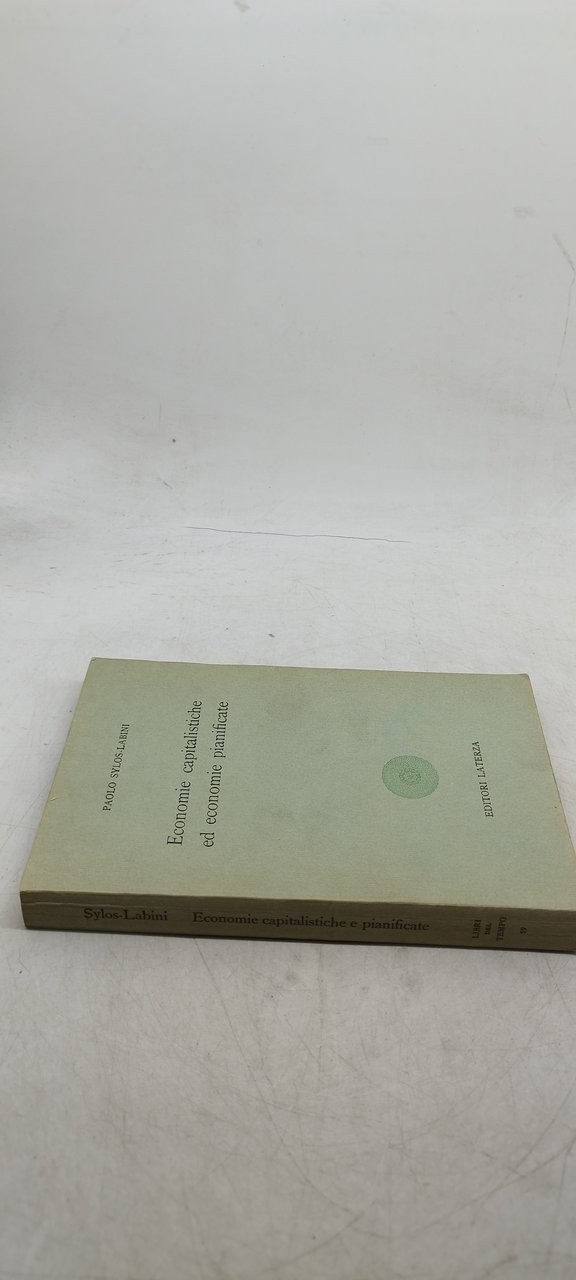 PAOLO SYLOS-LABINI
Economie capitalistiche
ed economie pianificate
EDITORI LATERZA
Sylos-Labini
Economie capitalistiche e pianificate
LIBRI
DEL
TEMPO